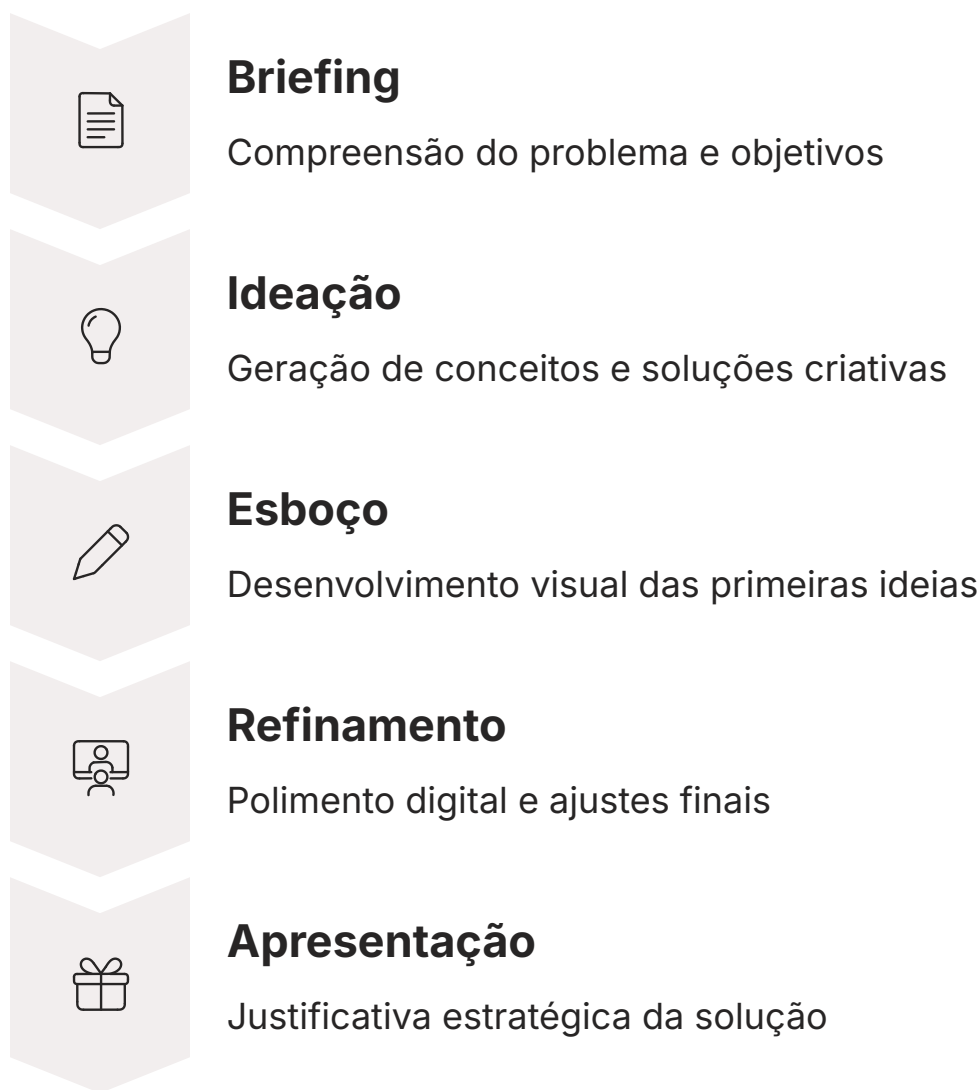 Briefing
Compreensão do problema e objetivos
Ideação
Geração de conceitos e soluções criativas
Esboço
Desenvolvimento visual das primeiras ideias
Refinamento
Polimento digital e ajustes finais
Apresentação
Justificativa estratégica da solução